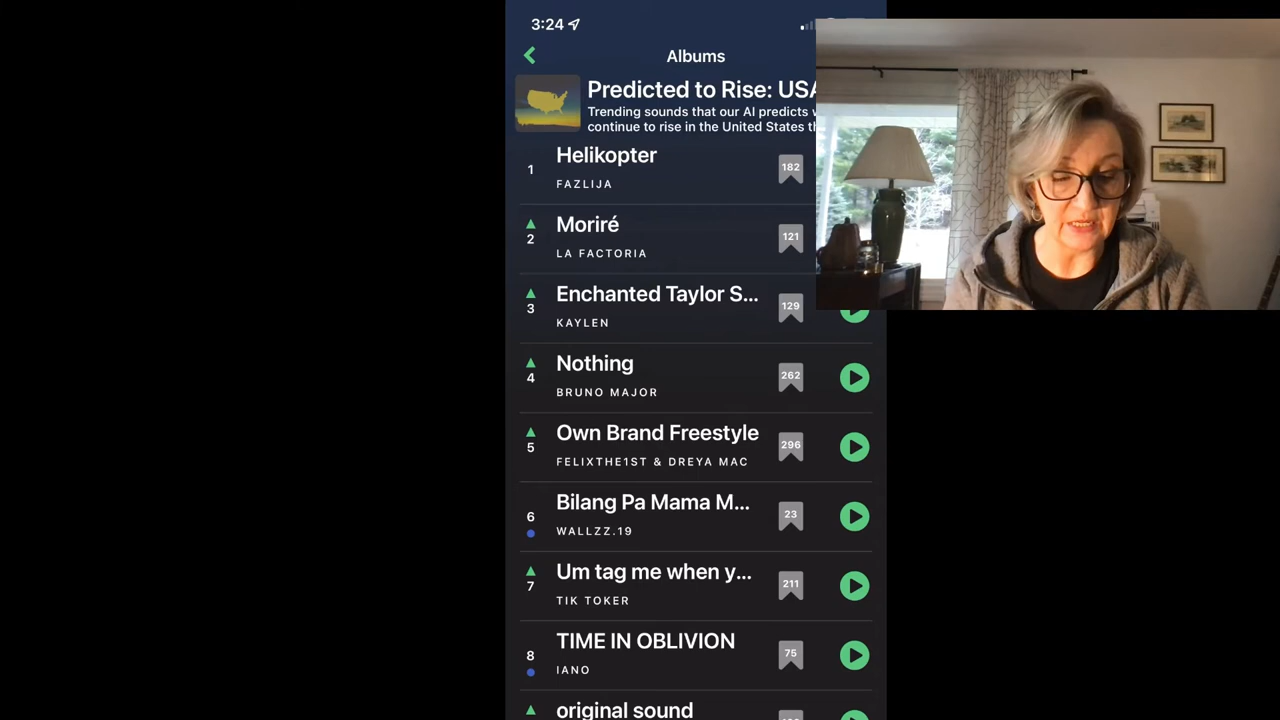 3:24
Albums
Predicted to Rise: USA
Trending sounds that our AI predicts
continue to rise in the United States
1
Helikopter
182
FAZLIJA
2
Moriré
121
LA FACTORIA
3
Enchanted Taylor S...
129
KAYLEN
4
Nothing
262
BRUNO MAJOR
5
Own Brand Freestyle
296
FELIXTHE1ST & DREYA MAC
6
Bilang Pa Mama M...
23
WALLZZ.19
7
Um tag me when y...
211
TIK TOKER
8
TIME IN OBLIVION
75
IANO
original sound